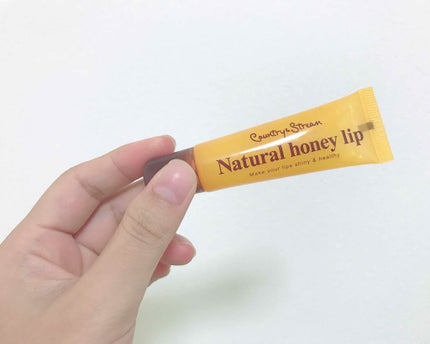 Country & Stream
Natural honey lip
Make your lips shiny & healthy